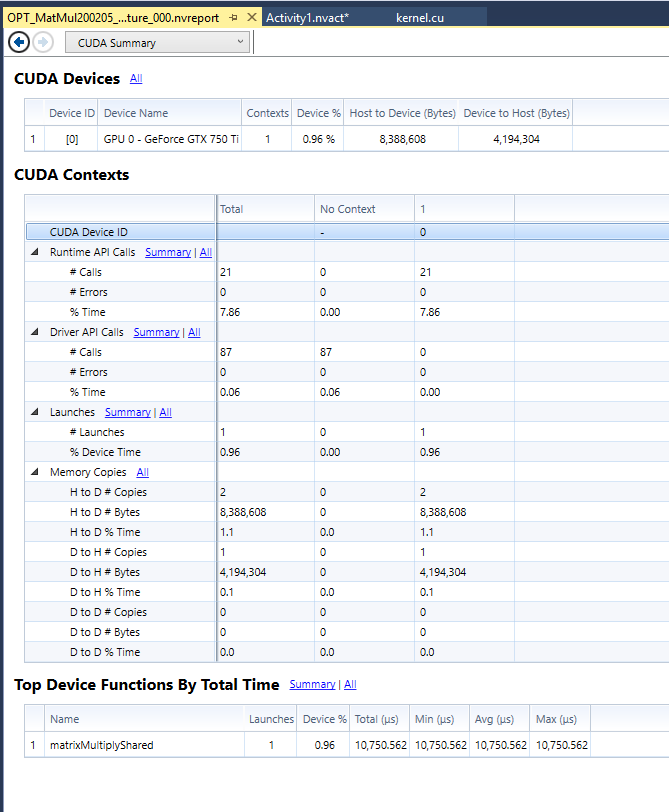 OPT_MatMul200205_...ture_000.nvreport Activity1.nvact* kernel.cu
CUDA Summary
CUDA Devices All
Device ID Device Name Contexts Device % Host to Device (Bytes) Device to Host (Bytes)
1 [0] GPU 0 - GeForce GTX 750 Ti 1 0.96 % 8,388,608 4,194,304
CUDA Contexts
Total No Context 1
CUDA Device ID - 0
Runtime API Calls Summary | All
# Calls 21 0 21
# Errors 0 0 0
% Time 7.86 0.00 7.86
Driver API Calls Summary | All
# Calls 87 87 0
# Errors 0 0 0
% Time 0.06 0.06 0.00
Launches Summary | All
# Launches 1 0 1
% Device Time 0.96 0.00 0.96
Memory Copies All
H to D # Copies 2 0 2
H to D # Bytes 8,388,608 0 8,388,608
H to D % Time 1.1 0.0 1.1
D to H # Copies 1 0 1
D to H # Bytes 4,194,304 0 4,194,304
D to H % Time 0.1 0.0 0.1
D to D # Copies 0 0 0
D to D # Bytes 0 0 0
D to D % Time 0.0 0.0 0.0
Top Device Functions By Total Time Summary | All
Name Launches Device % Total (µs) Min (µs) Avg (µs) Max (µs)
1 matrixMultiplyShared 1 0.96 10,750.562 10,750.562 10,750.562 10,750.562